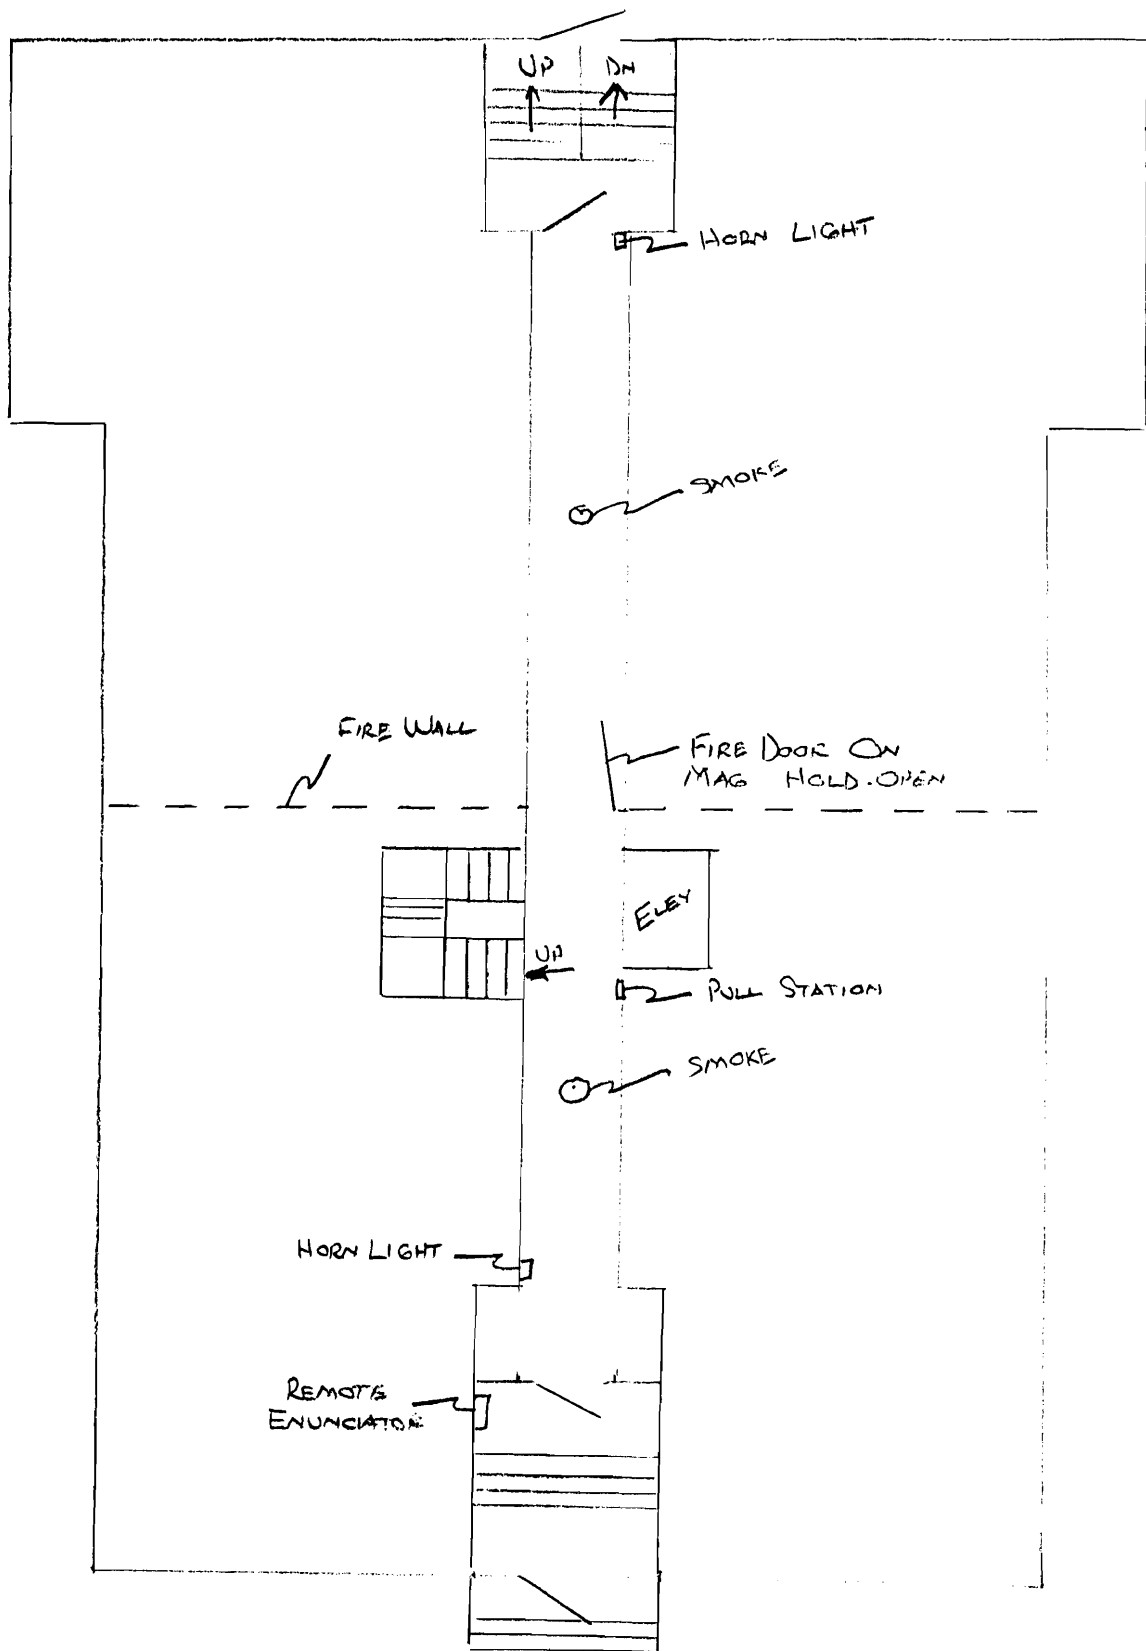 UP DN
HORN LIGHT
SMOKE
FIRE WALL
FIRE DOOR ON
MAG HOLD-OPEN
ELEV
UP
PULL STATION
SMOKE
HORN LIGHT
REMOTE
ENUNCIATOR